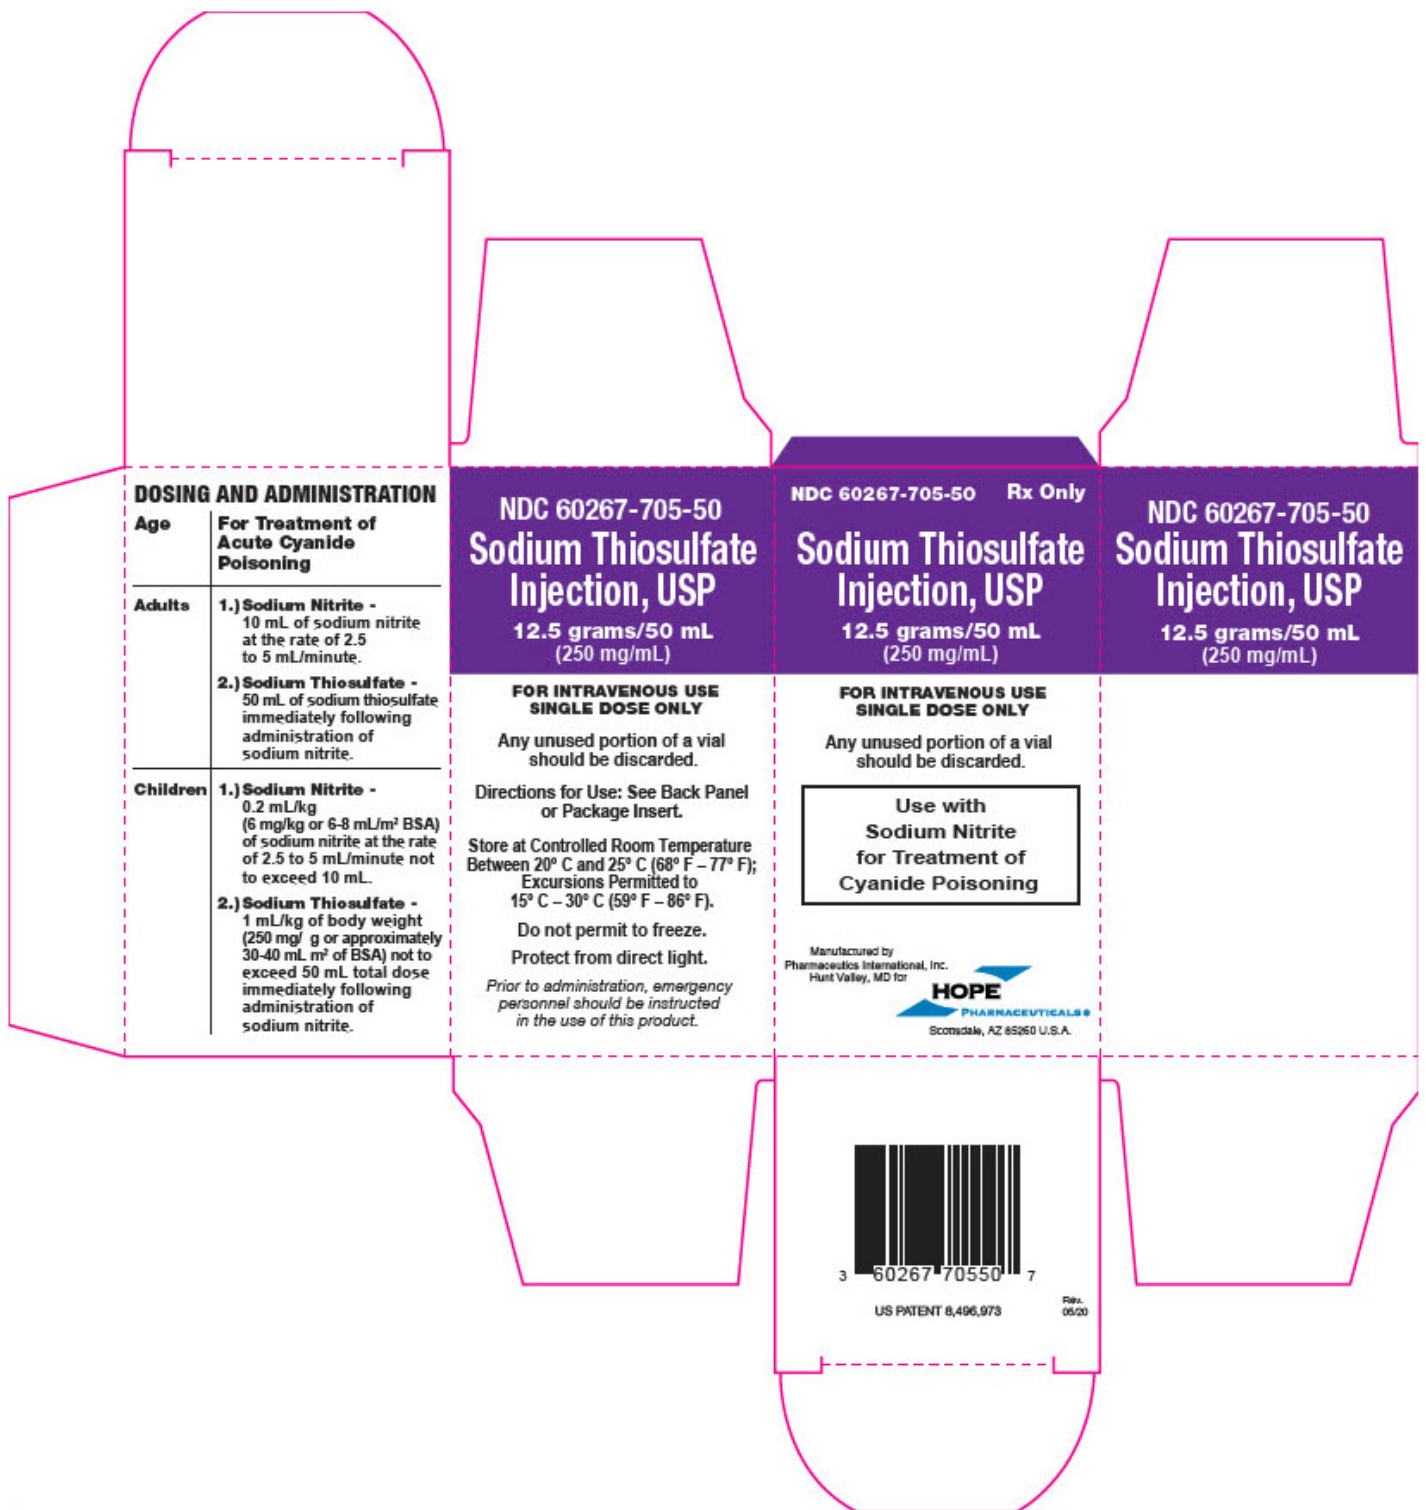 DOSING AND ADMINISTRATION
Age
For Treatment of
Acute Cyanide
Poisoning
Adults
1.) Sodium Nitrite -
10 mL of sodium nitrite
at the rate of 2.5
to 5 mL/minute.
2.) Sodium Thiosulfate -
50 mL of sodium thiosulfate
immediately following
administration of
sodium nitrite.
Children
1.) Sodium Nitrite -
0.2 mL/kg
(6 mg/kg or 6-8 mL/m² BSA)
of sodium nitrite at the rate
of 2.5 to 5 mL/minute not
to exceed 10 mL.
2.) Sodium Thiosulfate -
1 mL/kg of body weight
(250 mg/ g or approximately
30-40 mL m² of BSA) not to
exceed 50 mL total dose
immediately following
administration of
sodium nitrite.
NDC 60267-705-50
Sodium Thiosulfate
Injection, USP
12.5 grams/50 mL
(250 mg/mL)
FOR INTRAVENOUS USE
SINGLE DOSE ONLY
Any unused portion of a vial
should be discarded.
Directions for Use: See Back Panel
or Package Insert.
Store at Controlled Room Temperature
Between 20º C and 25º C (68º F – 77º F);
Excursions Permitted to
15º C – 30º C (59º F – 86º F).
Do not permit to freeze.
Protect from direct light.
Prior to administration, emergency
personnel should be instructed
in the use of this product.
NDC 60267-705-50 Rx Only
Sodium Thiosulfate
Injection, USP
12.5 grams/50 mL
(250 mg/mL)
FOR INTRAVENOUS USE
SINGLE DOSE ONLY
Any unused portion of a vial
should be discarded.
Use with
Sodium Nitrite
for Treatment of
Cyanide Poisoning
Manufactured by
Pharmaceutics International, Inc.
Hunt Valley, MD for
HOPE
PHARMACEUTICALS®
AZ 85260 U.S.A.
3 60267 70550 7
US PATENT 8,496,973
Rev.
05/20
NDC 60267-705-50
Sodium Thiosulfate
Injection, USP
12.5 grams/50 mL
(250 mg/mL)